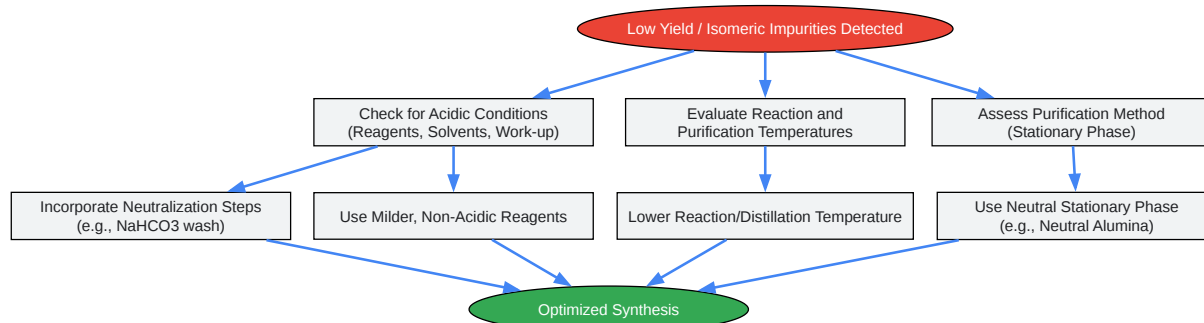 Low Yield / Isomeric Impurities Detected
Check for Acidic Conditions
(Reagents, Solvents, Work-up)
Evaluate Reaction and
Purification Temperatures
Assess Purification Method
(Stationary Phase)
Incorporate Neutralization Steps
(e.g., NaHCO3 wash)
Use Milder, Non-Acidic Reagents
Lower Reaction/Distillation Temperature
Use Neutral Stationary Phase
(e.g., Neutral Alumina)
Optimized Synthesis